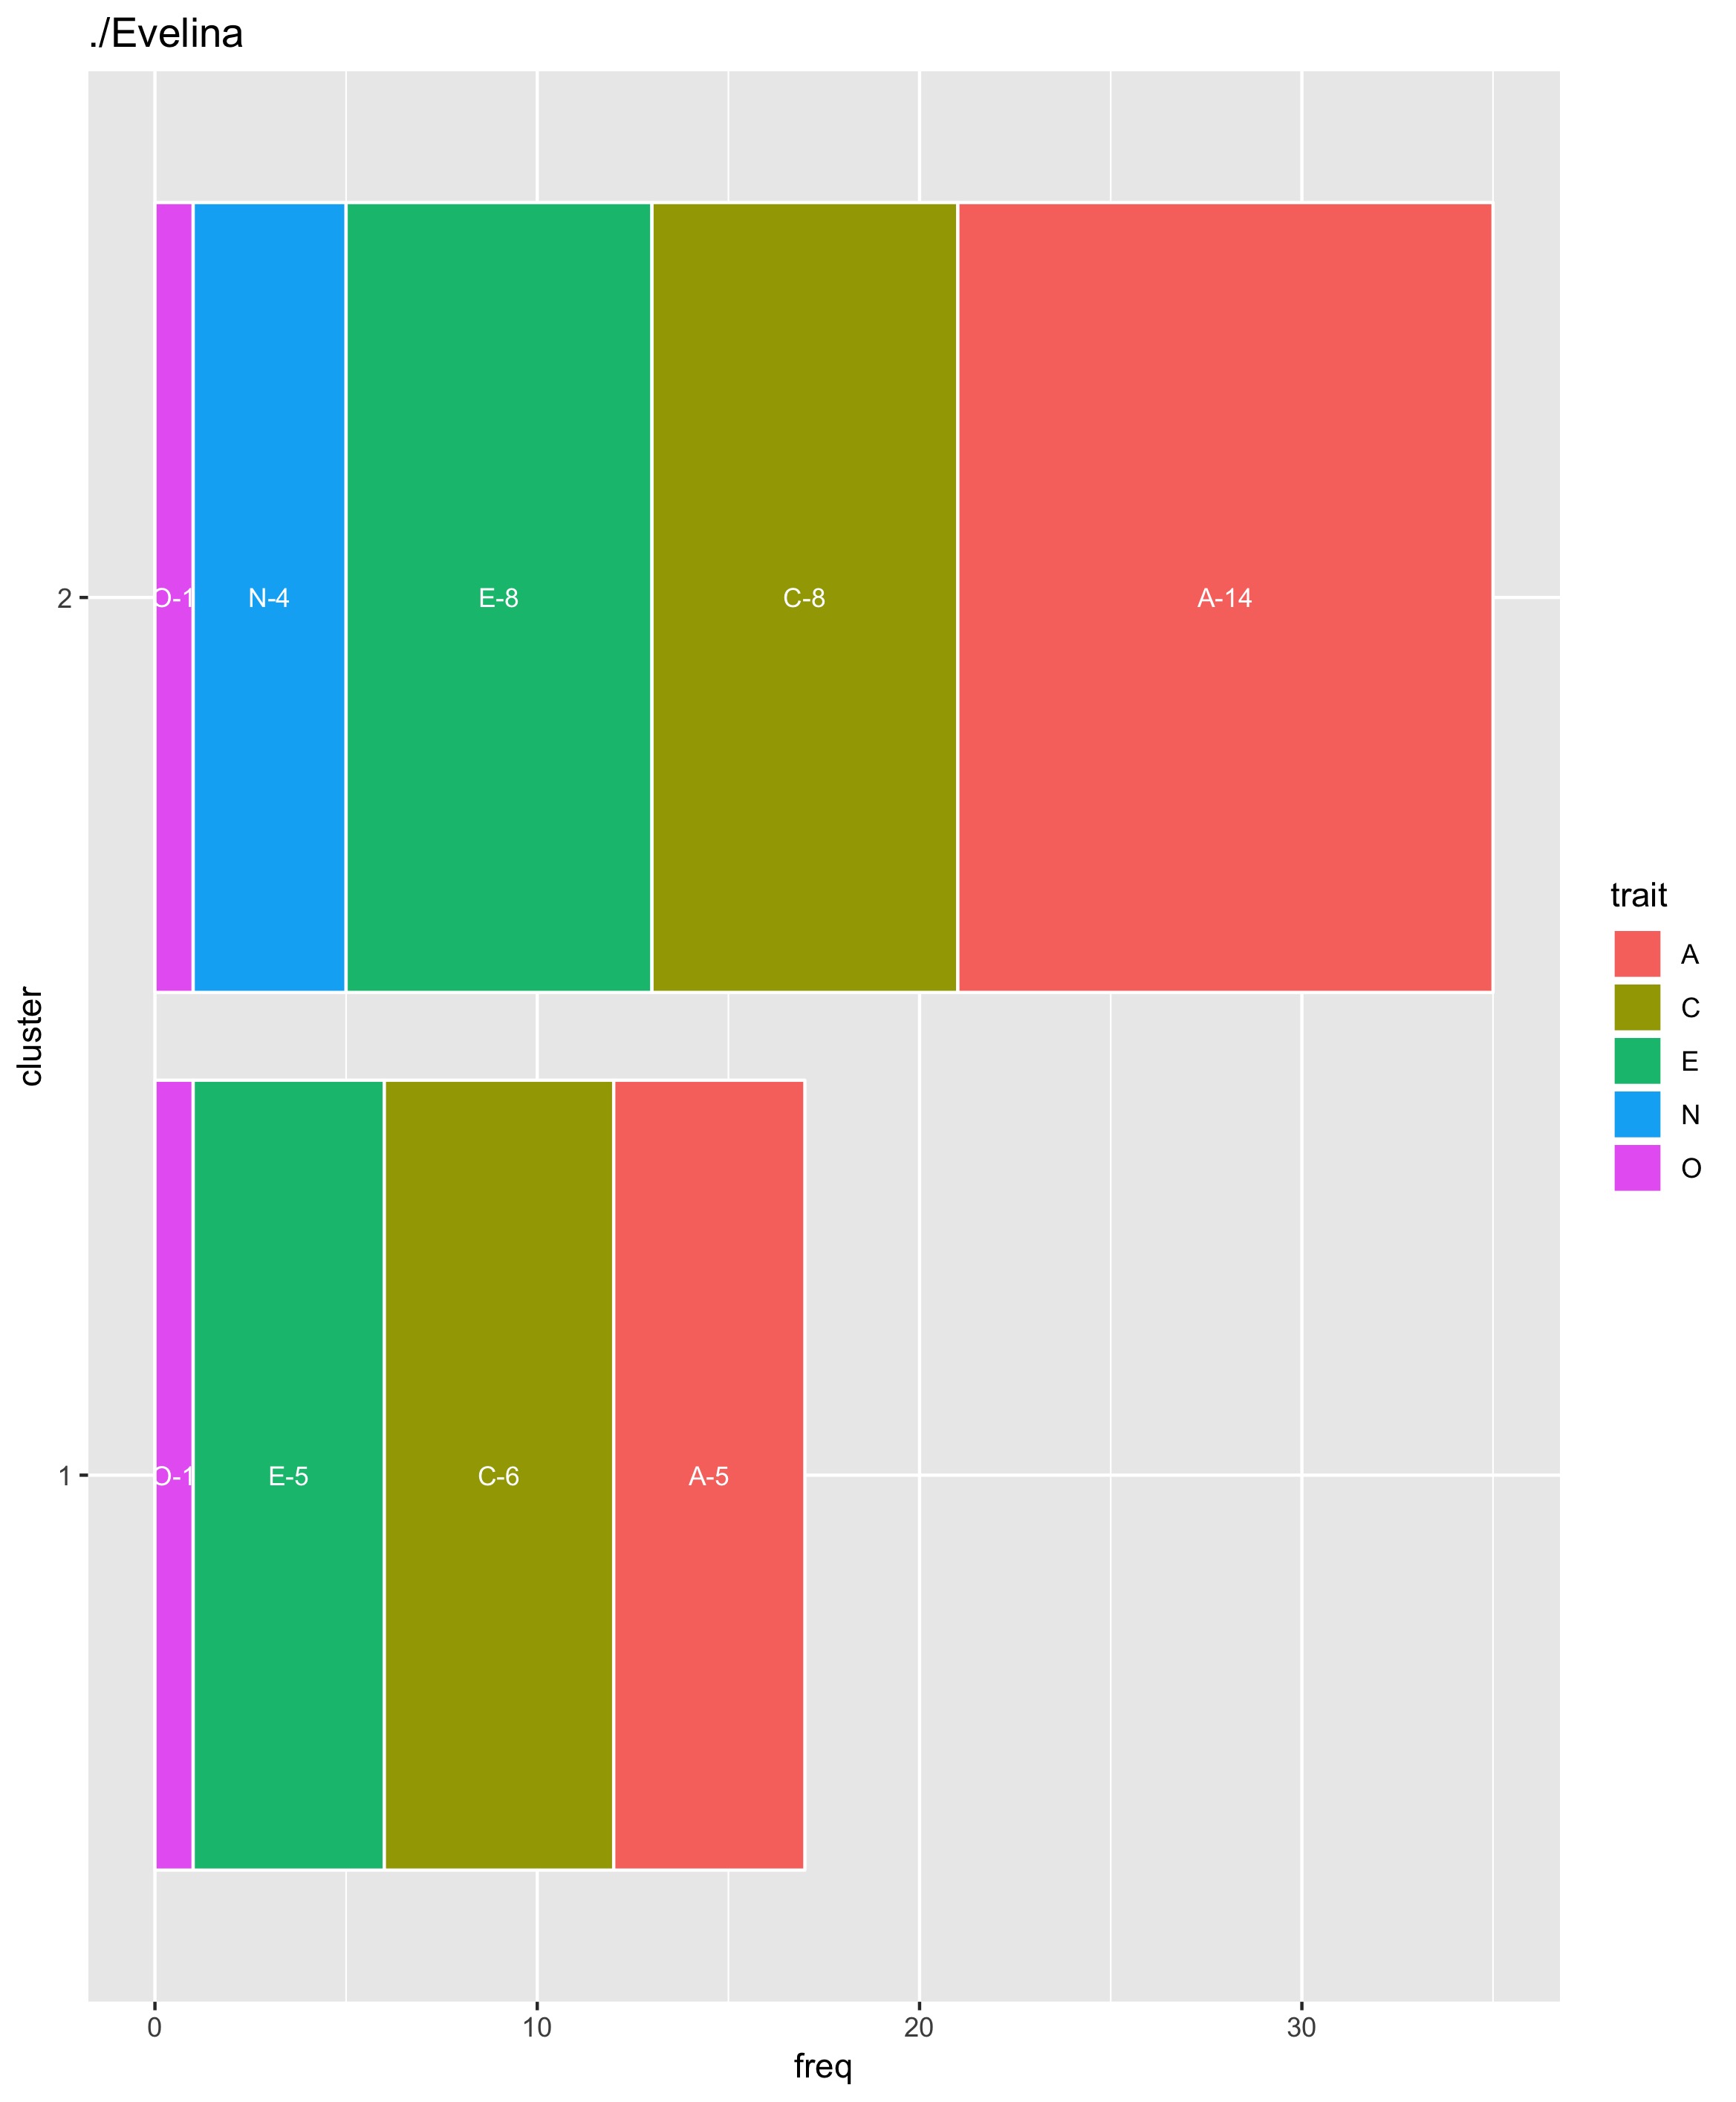 ./Evelina
cluster
2
O-1
N-4
E-8
C-8
A-14
1
O-1
E-5
C-6
A-5
0
10
20
30
freq
trait
A
C
E
N
O